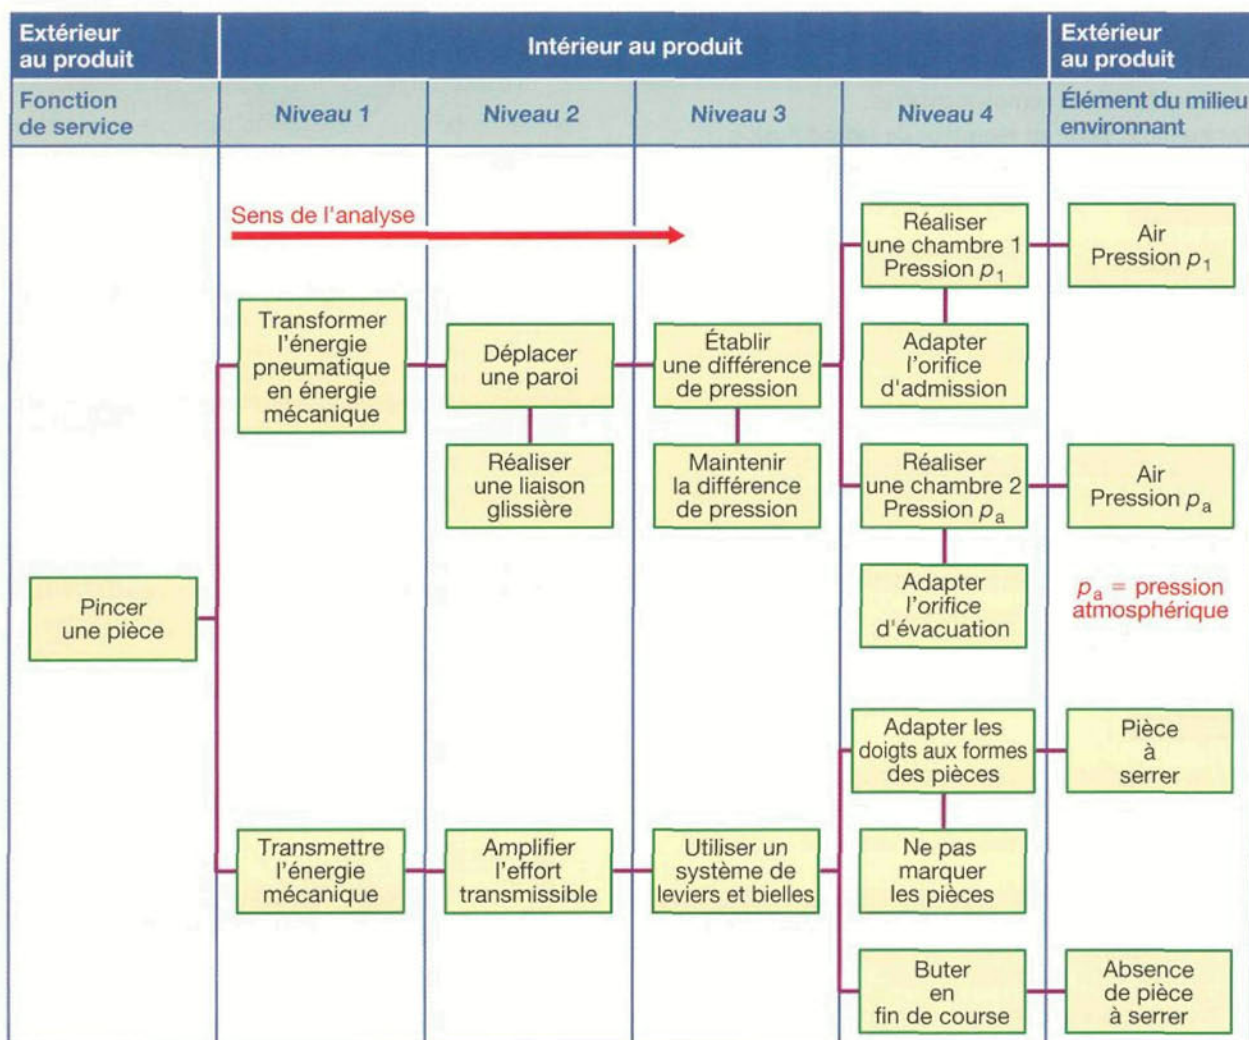 Extérieur
au produit
Intérieur au produit
Extérieur
au produit
Fonction
de service
Niveau 1
Niveau 2
Niveau 3
Niveau 4
Élément du milieu
environnant
Sens de l'analyse
Réaliser
une chambre 1
Pression p₁
Air
Pression p₁
Transformer
l'énergie
pneumatique
en énergie
mécanique
Déplacer
une paroi
Établir
une différence
de pression
Adapter
l'orifice
d'admission
Réaliser
une liaison
glissière
Maintenir
la différence
de pression
Réaliser
une chambre 2
Pression pₐ
Air
Pression pₐ
Pincer
une pièce
Adapter
l'orifice
d'évacuation
pₐ = pression
atmosphérique
Adapter les
doigts aux formes
des pièces
Pièce
à
serrer
Transmettre
l'énergie
mécanique
Amplifier
l'effort
transmissible
Utiliser un
système de
leviers et bielles
Ne pas
marquer
les pièces
Buter
en
fin de course
Absence
de pièce
à serrer